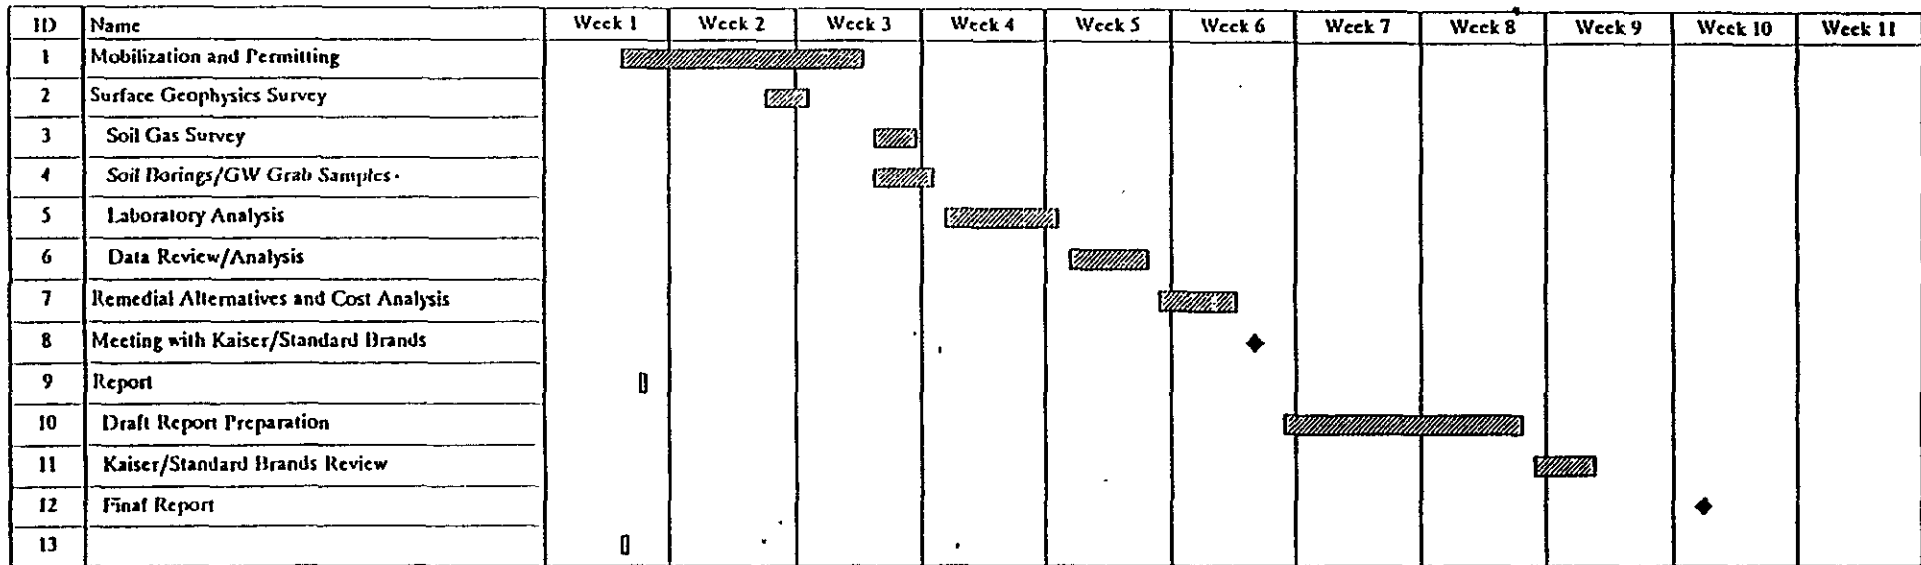 ID Name Week 1 Week 2 Week 3 Week 4 Week 5 Week 6 Week 7 Week 8 Week 9 Week 10 Week 11
1 Mobilization and Permitting
2 Surface Geophysics Survey
3 Soil Gas Survey
4 Soil Borings/GW Grab Samples
5 Laboratory Analysis
6 Data Review/Analysis
7 Remedial Alternatives and Cost Analysis
8 Meeting with Kaiser/Standard Brands
9 Report
10 Draft Report Preparation
11 Kaiser/Standard Brands Review
12 Final Report
13